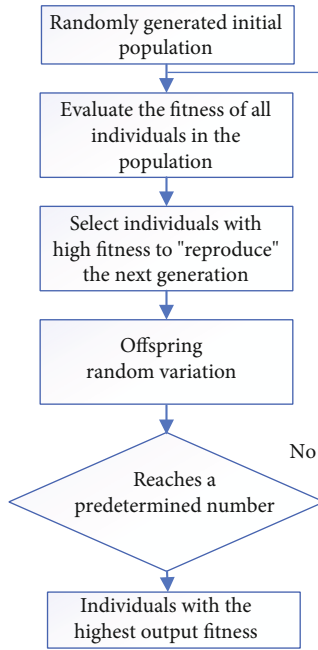 Randomly generated initial
population
Evaluate the fitness of all
individuals in the
population
Select individuals with
high fitness to "reproduce"
the next generation
Offspring
random variation
No
Reaches a
predetermined number
Individuals with the
highest output fitness